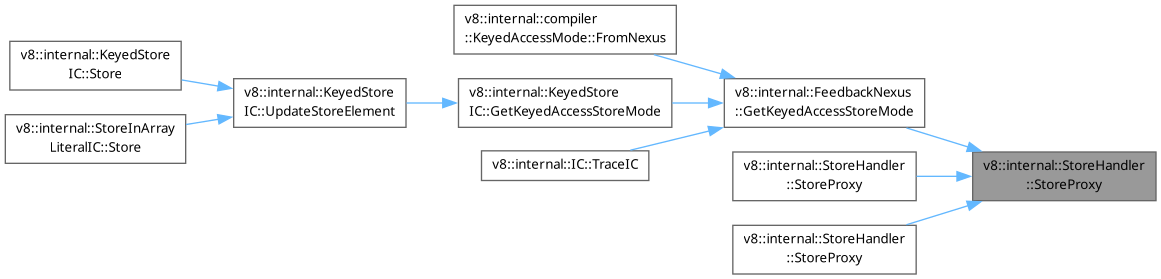 v8::internal::compiler
::KeyedAccessMode::FromNexus
v8::internal::KeyedStore
IC::Store
v8::internal::KeyedStore
IC::UpdateStoreElement
v8::internal::KeyedStore
IC::GetKeyedAccessStoreMode
v8::internal::FeedbackNexus
::GetKeyedAccessStoreMode
v8::internal::StoreInArray
LiteralIC::Store
v8::internal::IC::TraceIC
v8::internal::StoreHandler
::StoreProxy
v8::internal::StoreHandler
::StoreProxy
v8::internal::StoreHandler
::StoreProxy